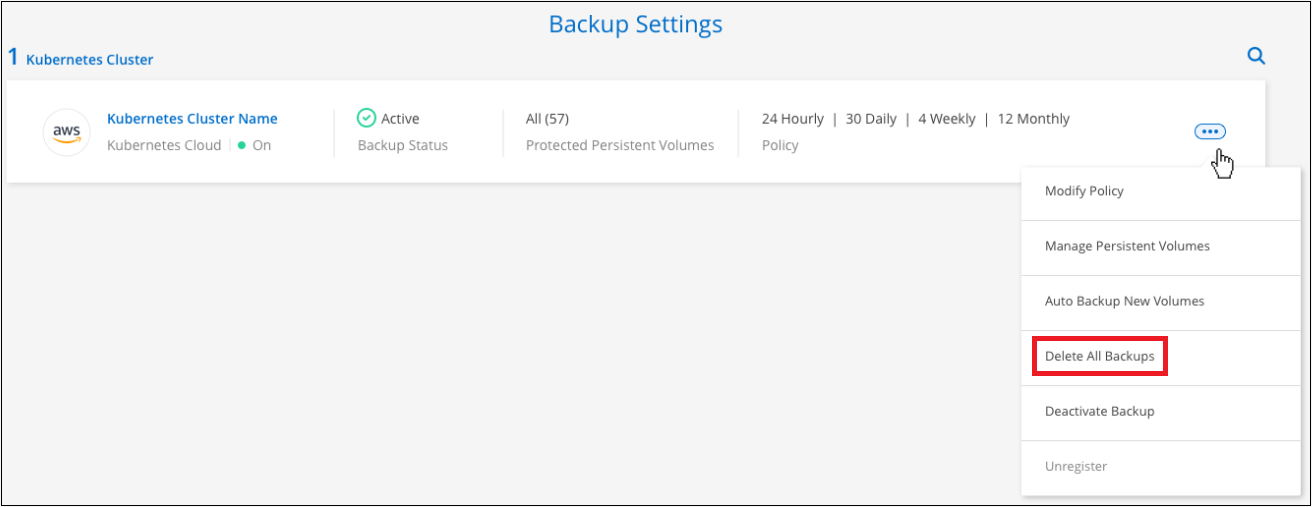 Backup Settings
1 Kubernetes Cluster
aws
Kubernetes Cluster Name
Kubernetes Cloud | On
Active
Backup Status
All (57)
Protected Persistent Volumes
24 Hourly | 30 Daily | 4 Weekly | 12 Monthly
Policy
Modify Policy
Manage Persistent Volumes
Auto Backup New Volumes
Delete All Backups
Deactivate Backup
Unregister